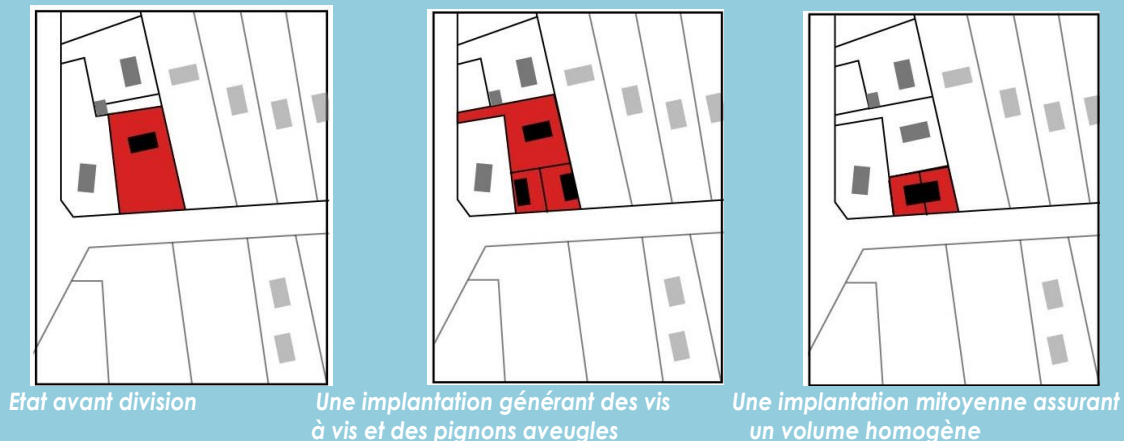 Etat avant division
Une implantation générant des vis
à vis et des pignons aveugles
Une implantation mitoyenne assurant
un volume homogène